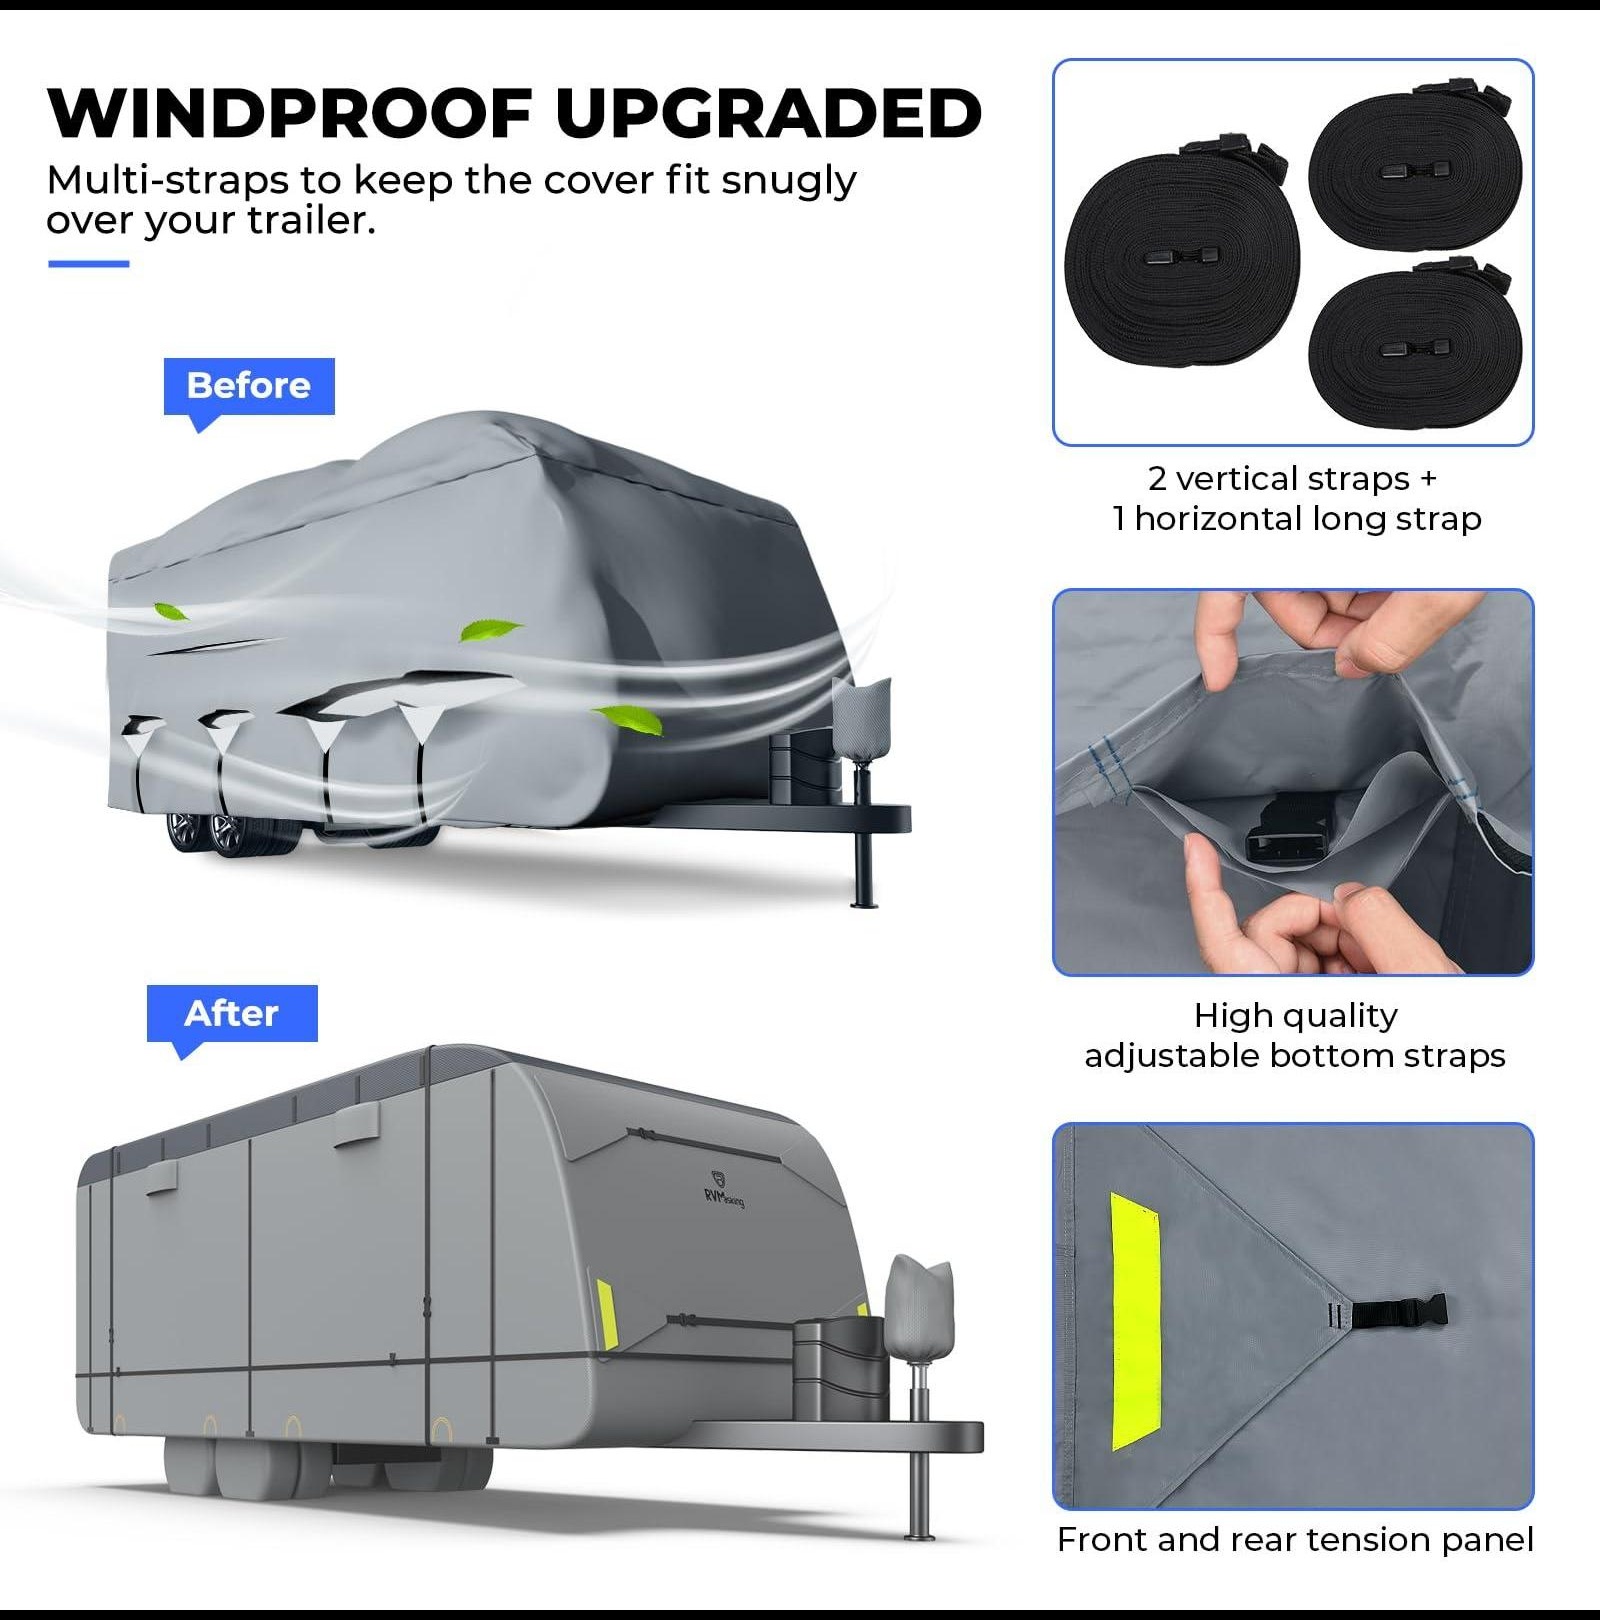 WINDPROOF UPGRADED
Multi-straps to keep the cover fit snugly
over your trailer.
Before
After
RVMasking
2 vertical straps +
1 horizontal long strap
High quality
adjustable bottom straps
Front and rear tension panel